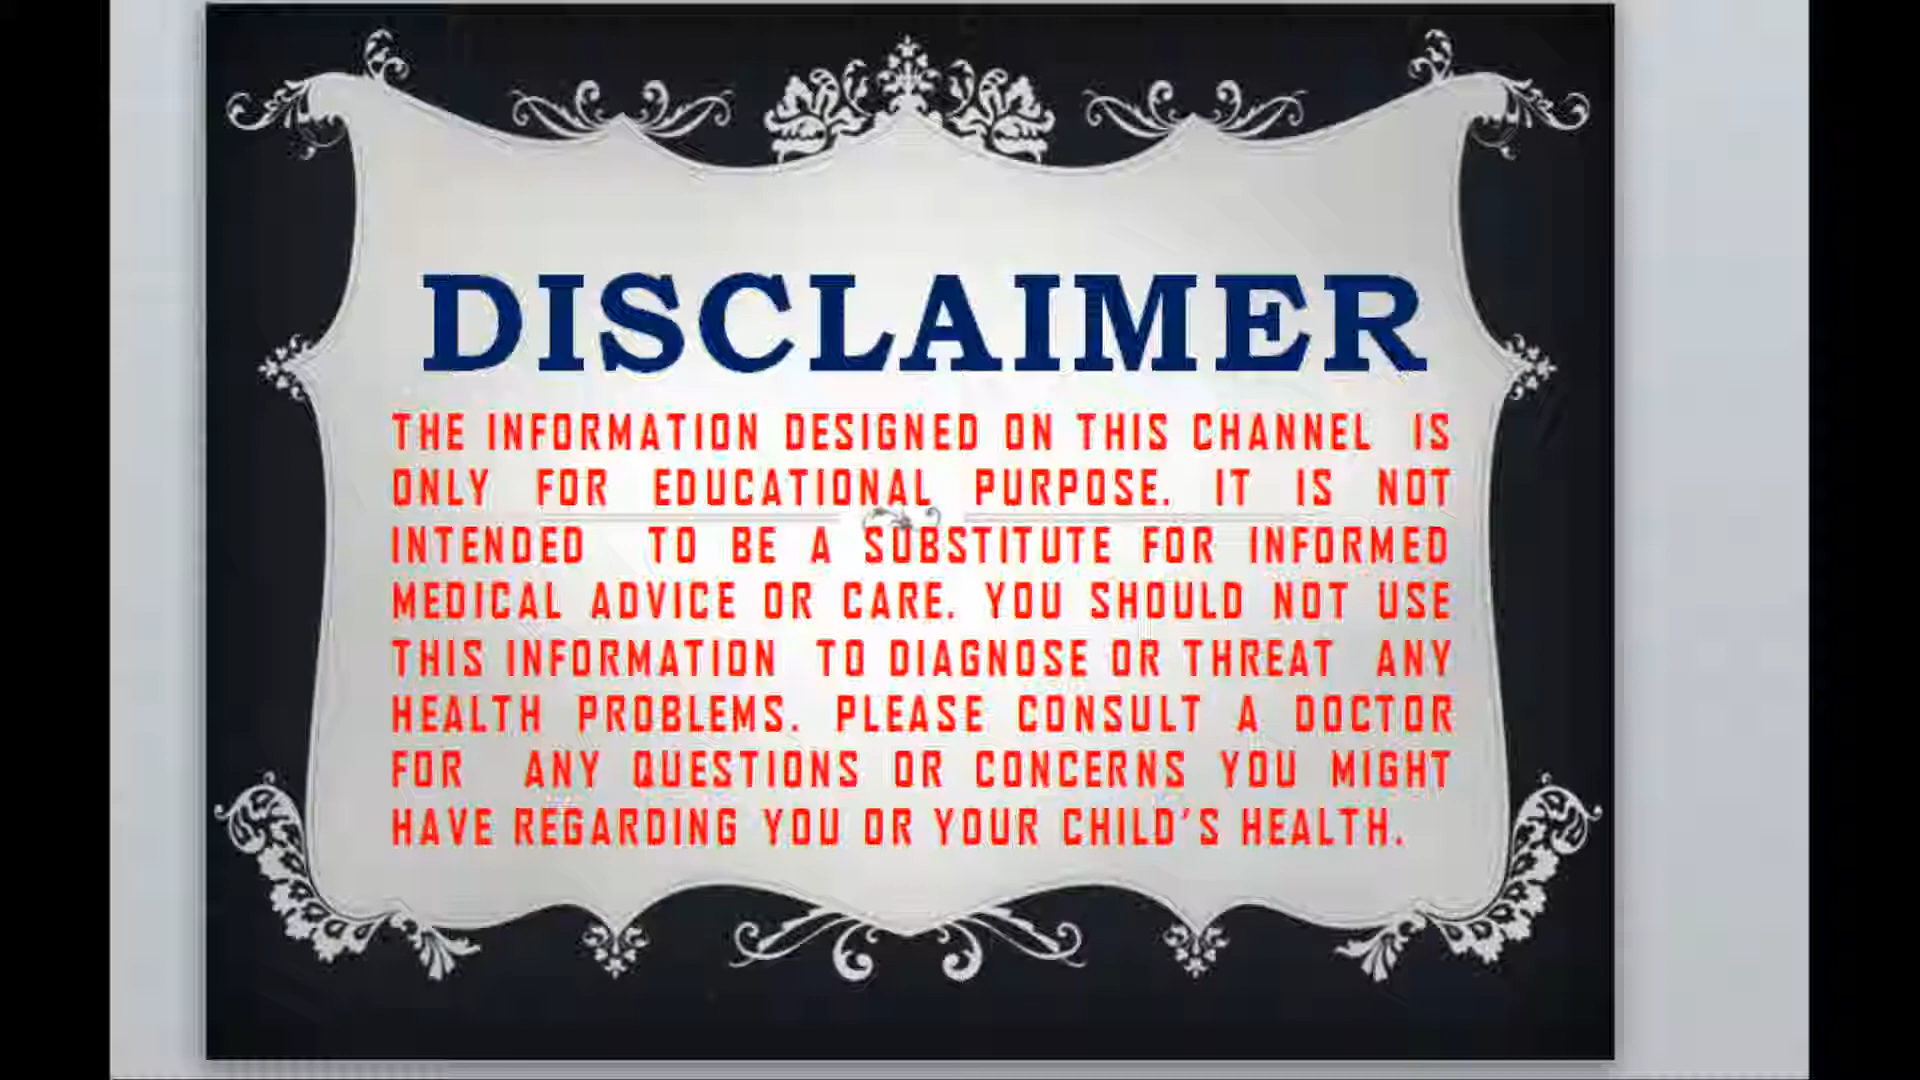 DISCLAIMER
THE INFORMATION DESIGNED ON THIS CHANNEL IS
ONLY FOR EDUCATIONAL PURPOSE. IT IS NOT
INTENDED TO BE A SUBSTITUTE FOR INFORMED
MEDICAL ADVICE OR CARE. YOU SHOULD NOT USE
THIS INFORMATION TO DIAGNOSE OR THREAT ANY
HEALTH PROBLEMS. PLEASE CONSULT A DOCTOR
FOR ANY QUESTIONS OR CONCERNS YOU MIGHT
HAVE REGARDING YOU OR YOUR CHILD'S HEALTH.